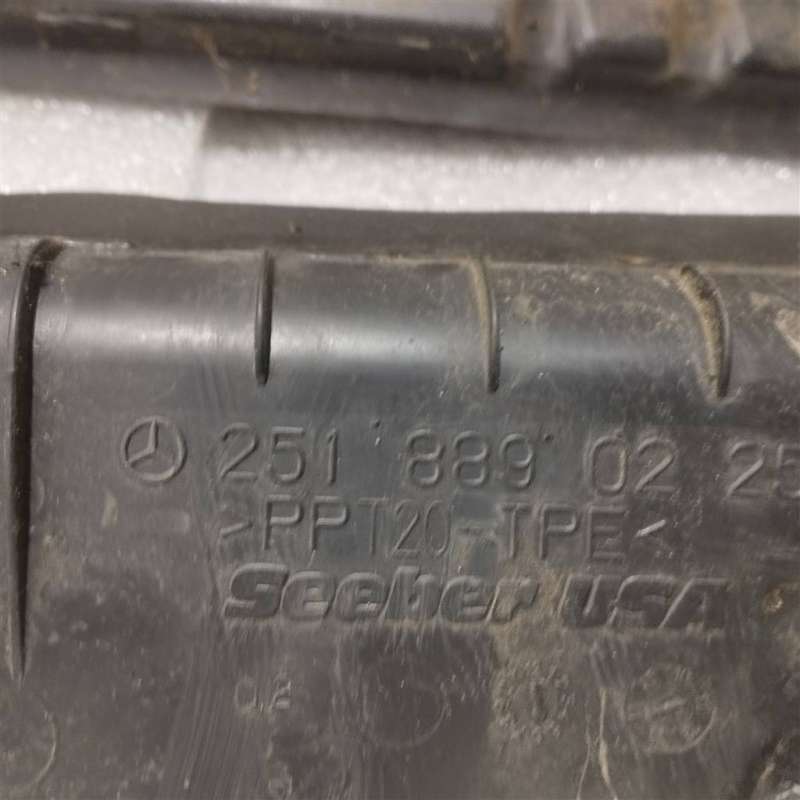 251 889 02 25
>PPT20-TPE<
Seeber USA